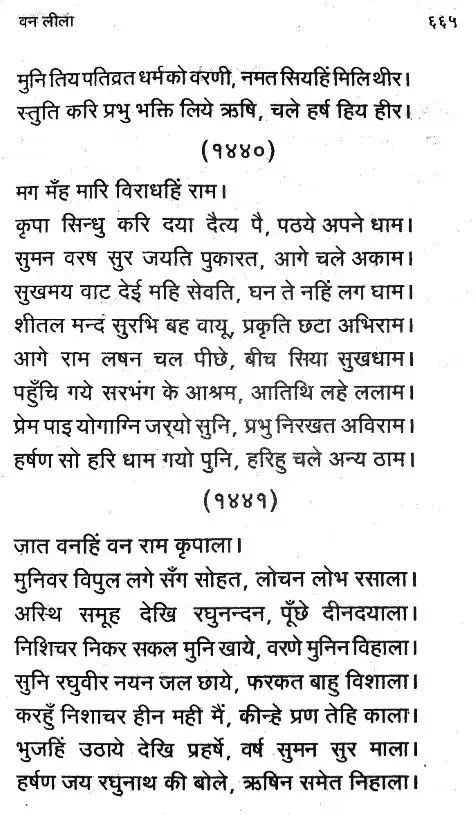 वन लीला ६६५
मुनि तिय पतिव्रत धर्म को वरणी, नमत सियहिं मिलि थीर।
स्तुति करि प्रभु भक्ति लिये ऋषि, चले हर्ष हिय हीर।
(१४४०)
मग मँह मारि विराधहिं राम।
कृपा सिन्धु करि दया दैत्य पै, पठये अपने धाम।
सुमन वरष सुर जयति पुकारत, आगे चले अकाम।
सुखमय वाट देई महि सेवति, घन ते नहिं लग घाम।
शीतल मन्द सुरभि बह वायू, प्रकृति छटा अभिराम।
आगे राम लषन चल पीछे, बीच सिया सुखधाम।
पहुँचि गये सरभंग के आश्रम, आतिथि लहे ललाम।
प्रेम पाइ योगाग्नि जर्‌यो सुनि, प्रभु निरखत अविराम।
हर्षण सो हरि धाम गयो पुनि, हरिहु चले अन्य ठाम।
(१४४१)
जात वनहिं वन राम कृपाला।
मुनिवर विपुल लगे सँग सोहत, लोचन लोभ रसाला।
अस्थि समूह देखि रघुनन्दन, पूँछे दीनदयाला।
निशिचर निकर सकल मुनि खाये, वरणे मुनिन विहाला।
सुनि रघुवीर नयन जल छाये, फरकत बाहु विशाला।
करहुँ निशाचर हीन मही मैं, कीन्हे प्रण तेहि काला।
भुजहिं उठाये देखि प्रहर्षे, वर्ष सुमन सुर माला।
हर्षण जय रघुनाथ की बोले, ऋषिन समेत निहाला।